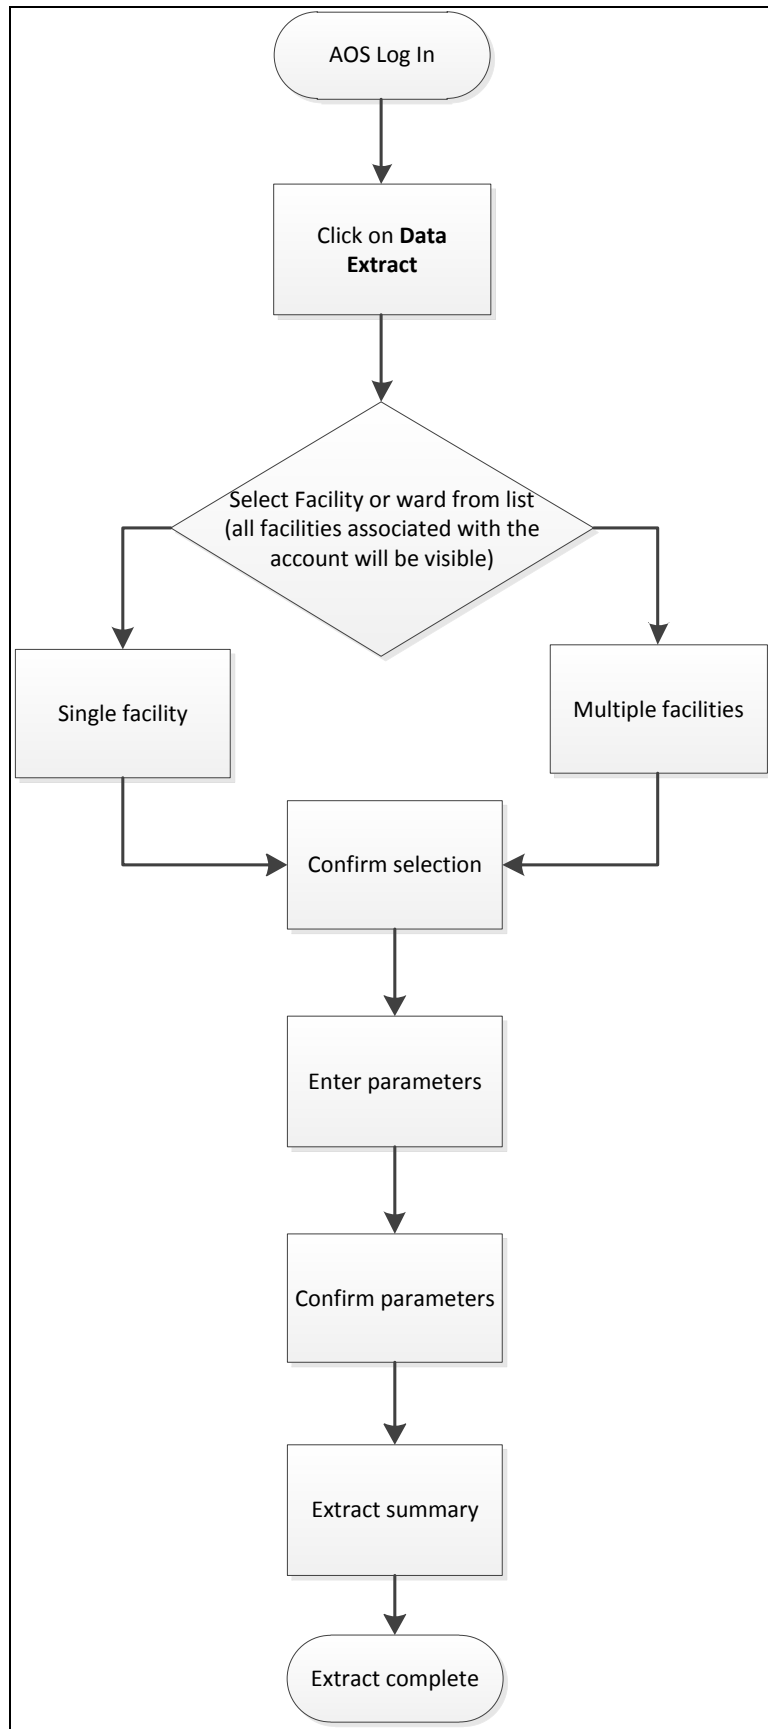 AOS Log In
Click on Data
Extract
Select Facility or ward from list
(all facilities associated with the
account will be visible)
Single facility
Multiple facilities
Confirm selection
Enter parameters
Confirm parameters
Extract summary
Extract complete